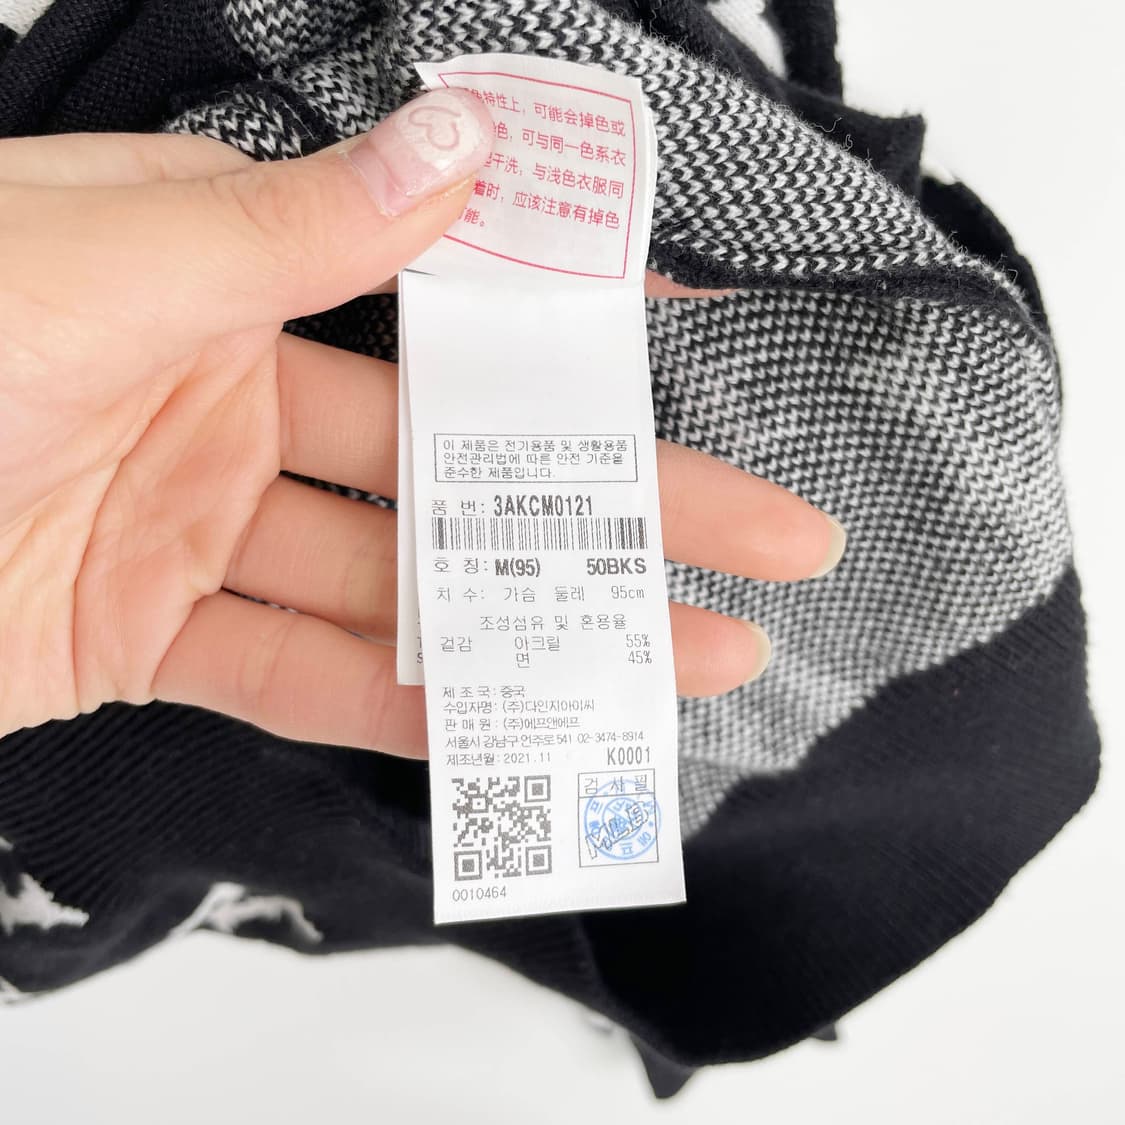 特性上，可能会掉色或
色，可与同一色系衣
干洗，与浅色衣服同
着时，应该注意有掉色
能。
이 제품은 전기용품 및 생활용품
안전관리법에 따른 안전 기준을
준수한 제품입니다.
품 번: 3AKCM0121
호 칭: M(95) 50BKS
치 수: 가슴 둘레 95cm
조성섬유 및 혼용율
겉감 아크릴 55%
면 45%
제 조 국: 중국
수입자명: (주)다인지아이씨
판 매 원: (주)에프앤에프
서울시 강남구 언주로 541 02-3474-8914
제조년월: 2021.11 K0001
검 사 필
0010464